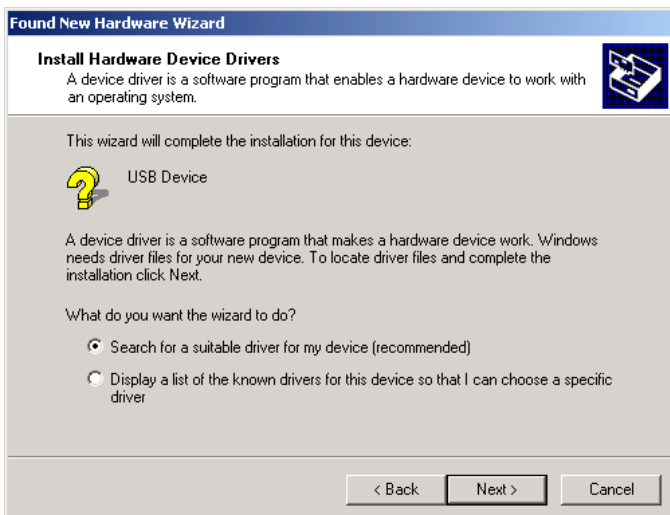 Found New Hardware Wizard
Install Hardware Device Drivers
A device driver is a software program that enables a hardware device to work with
an operating system.
This wizard will complete the installation for this device:
USB Device
A device driver is a software program that makes a hardware device work. Windows
needs driver files for your new device. To locate driver files and complete the
installation click Next.
What do you want the wizard to do?
Search for a suitable driver for my device (recommended)
Display a list of the known drivers for this device so that I can choose a specific
driver
< Back Next > Cancel